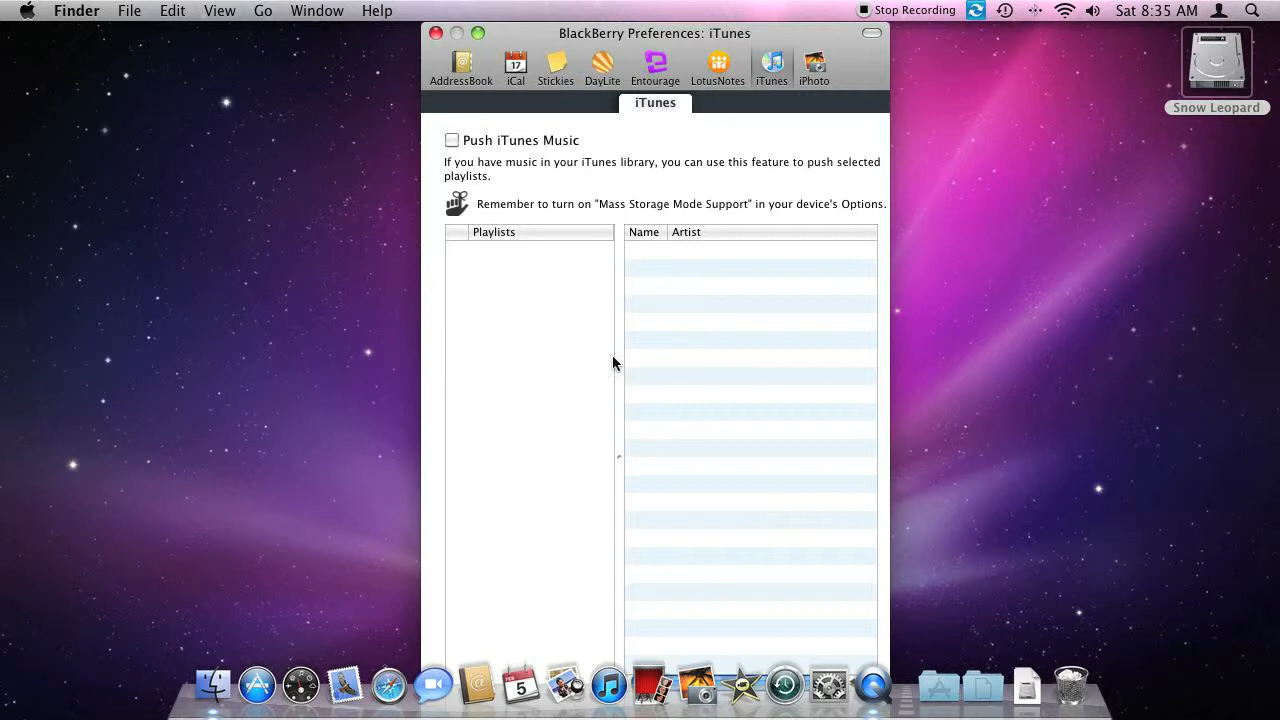 Finder File Edit View Go Window Help Stop Recording Sat 8:35 AM
BlackBerry Preferences: iTunes
AddressBook iCal Stickies DayLite Entourage LotusNotes iTunes iPhoto
17
iTunes
Snow Leopard
Push iTunes Music
If you have music in your iTunes library, you can use this feature to push selected
playlists.
Remember to turn on "Mass Storage Mode Support" in your device's Options.
Playlists Name Artist
FEB
5